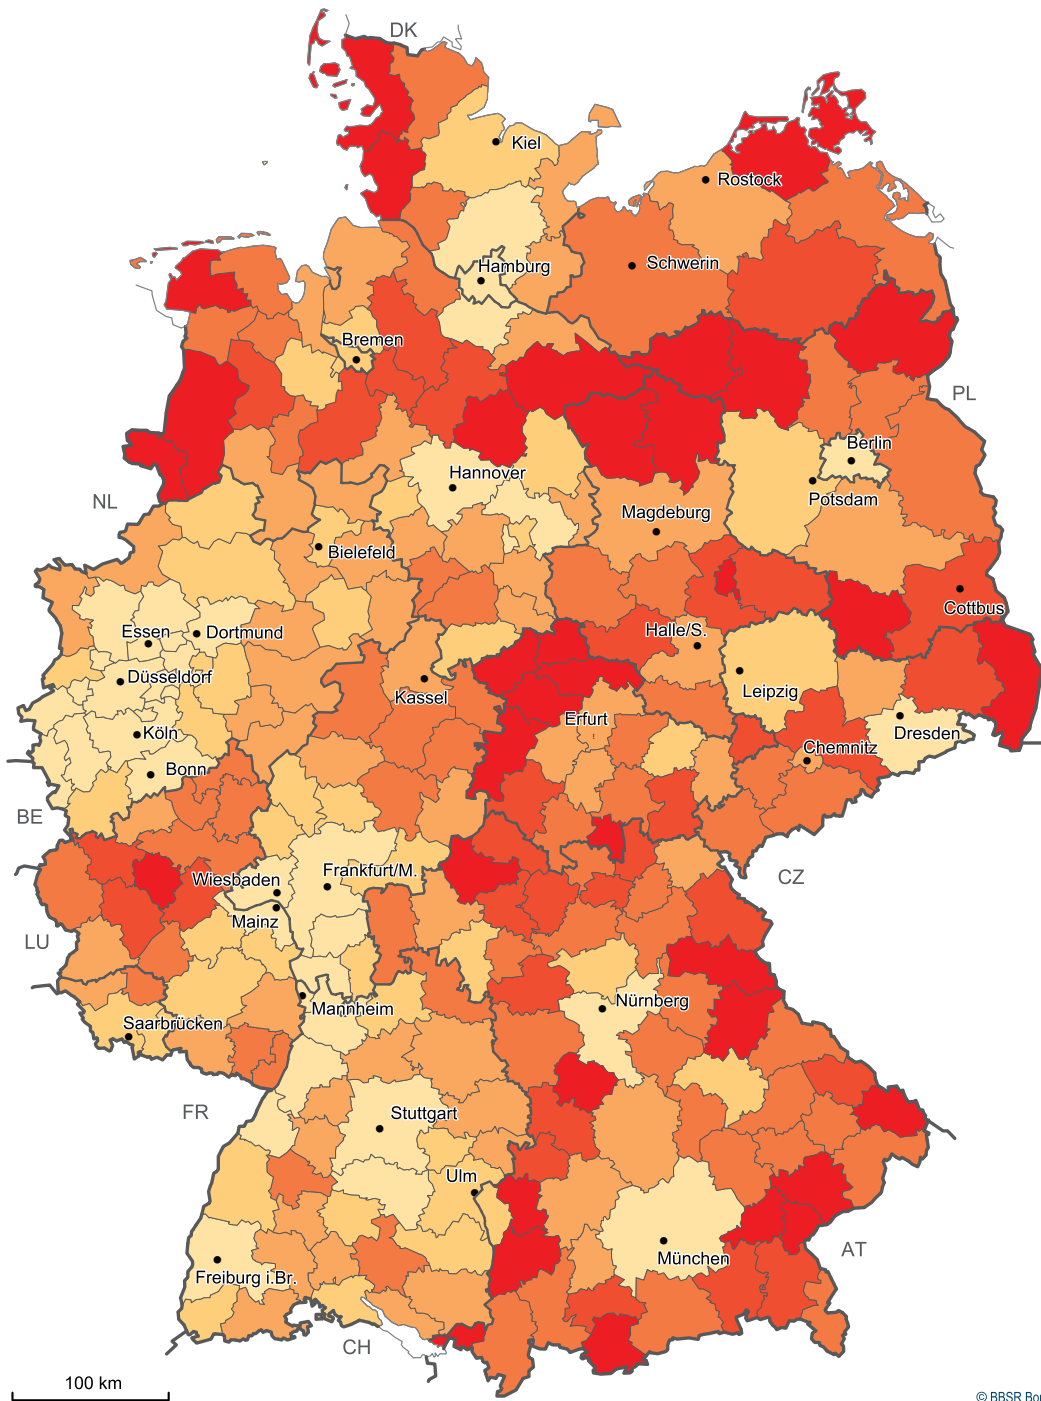 DK
Kiel
Rostock
Hamburg
Schwerin
Bremen
PL
Berlin
Hannover
NL
Potsdam
Magdeburg
Bielefeld
Cottbus
Essen
Dortmund
Halle/S.
Düsseldorf
Leipzig
Kassel
Erfurt
Köln
Dresden
Chemnitz
Bonn
BE
Frankfurt/M.
Wiesbaden
CZ
Mainz
LU
Nürnberg
Mannheim
Saarbrücken
FR
Stuttgart
Ulm
AT
München
Freiburg i.Br.
CH
100 km
© BBSR Bo